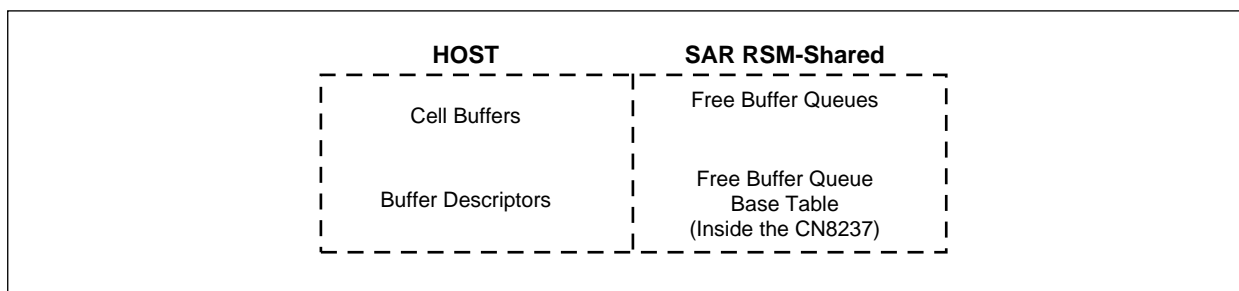 HOST
SAR RSM-Shared
Cell Buffers
Free Buffer Queues
Buffer Descriptors
Free Buffer Queue
Base Table
(Inside the CN8237)